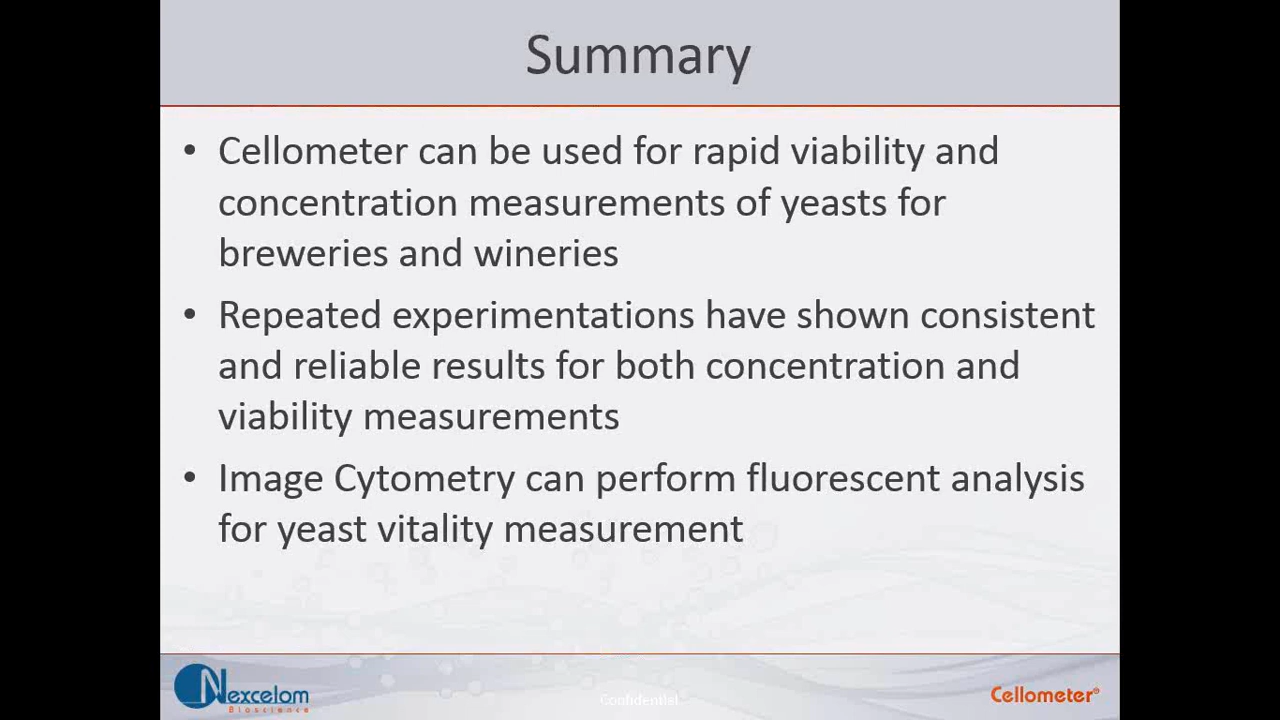 Summary
• Cellometer can be used for rapid viability and
concentration measurements of yeasts for
breweries and wineries
• Repeated experimentations have shown consistent
and reliable results for both concentration and
viability measurements
• Image Cytometry can perform fluorescent analysis
for yeast vitality measurement
Nexcelom
Bioscience
Confidential
Cellometer®